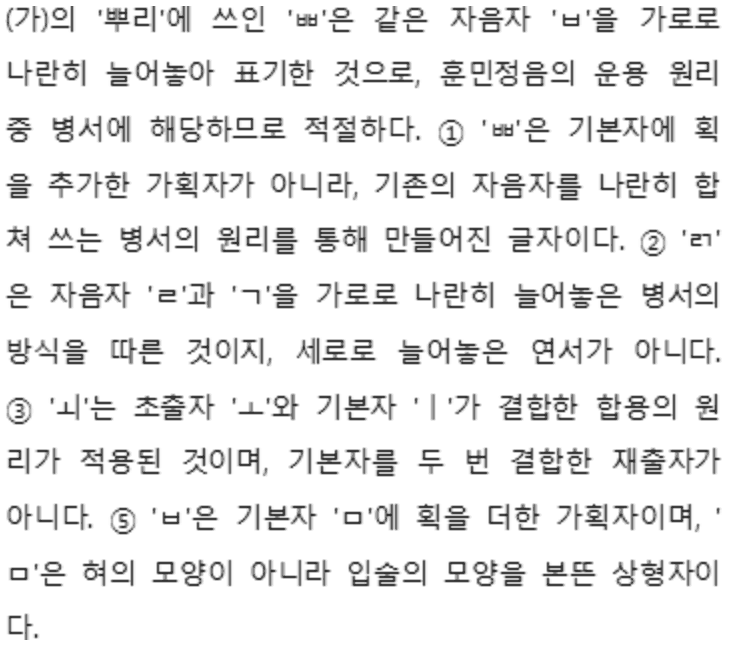 (가)의 '뿌리'에 쓰인 'ㅃ'은 같은 자음자 'ㅂ'을 가로로
나란히 늘어놓아 표기한 것으로, 훈민정음의 운용 원리
중 병서에 해당하므로 적절하다. ① 'ㅃ'은 기본자에 획
을 추가한 가획자가 아니라, 기존의 자음자를 나란히 합
쳐 쓰는 병서의 원리를 통해 만들어진 글자이다. ② 'ㄺ'
은 자음자 'ㄹ'과 'ㄱ'을 가로로 나란히 늘어놓은 병서의
방식을 따른 것이지, 세로로 늘어놓은 연서가 아니다.
③ 'ㅚ'는 초출자 'ㅗ'와 기본자 'ㅣ'가 결합한 합용의 원
리가 적용된 것이며, 기본자를 두 번 결합한 재출자가
아니다. ⑤ 'ㅂ'은 기본자 'ㅁ'에 획을 더한 가획자이며, '
ㅁ'은 혀의 모양이 아니라 입술의 모양을 본뜬 상형자이
다.